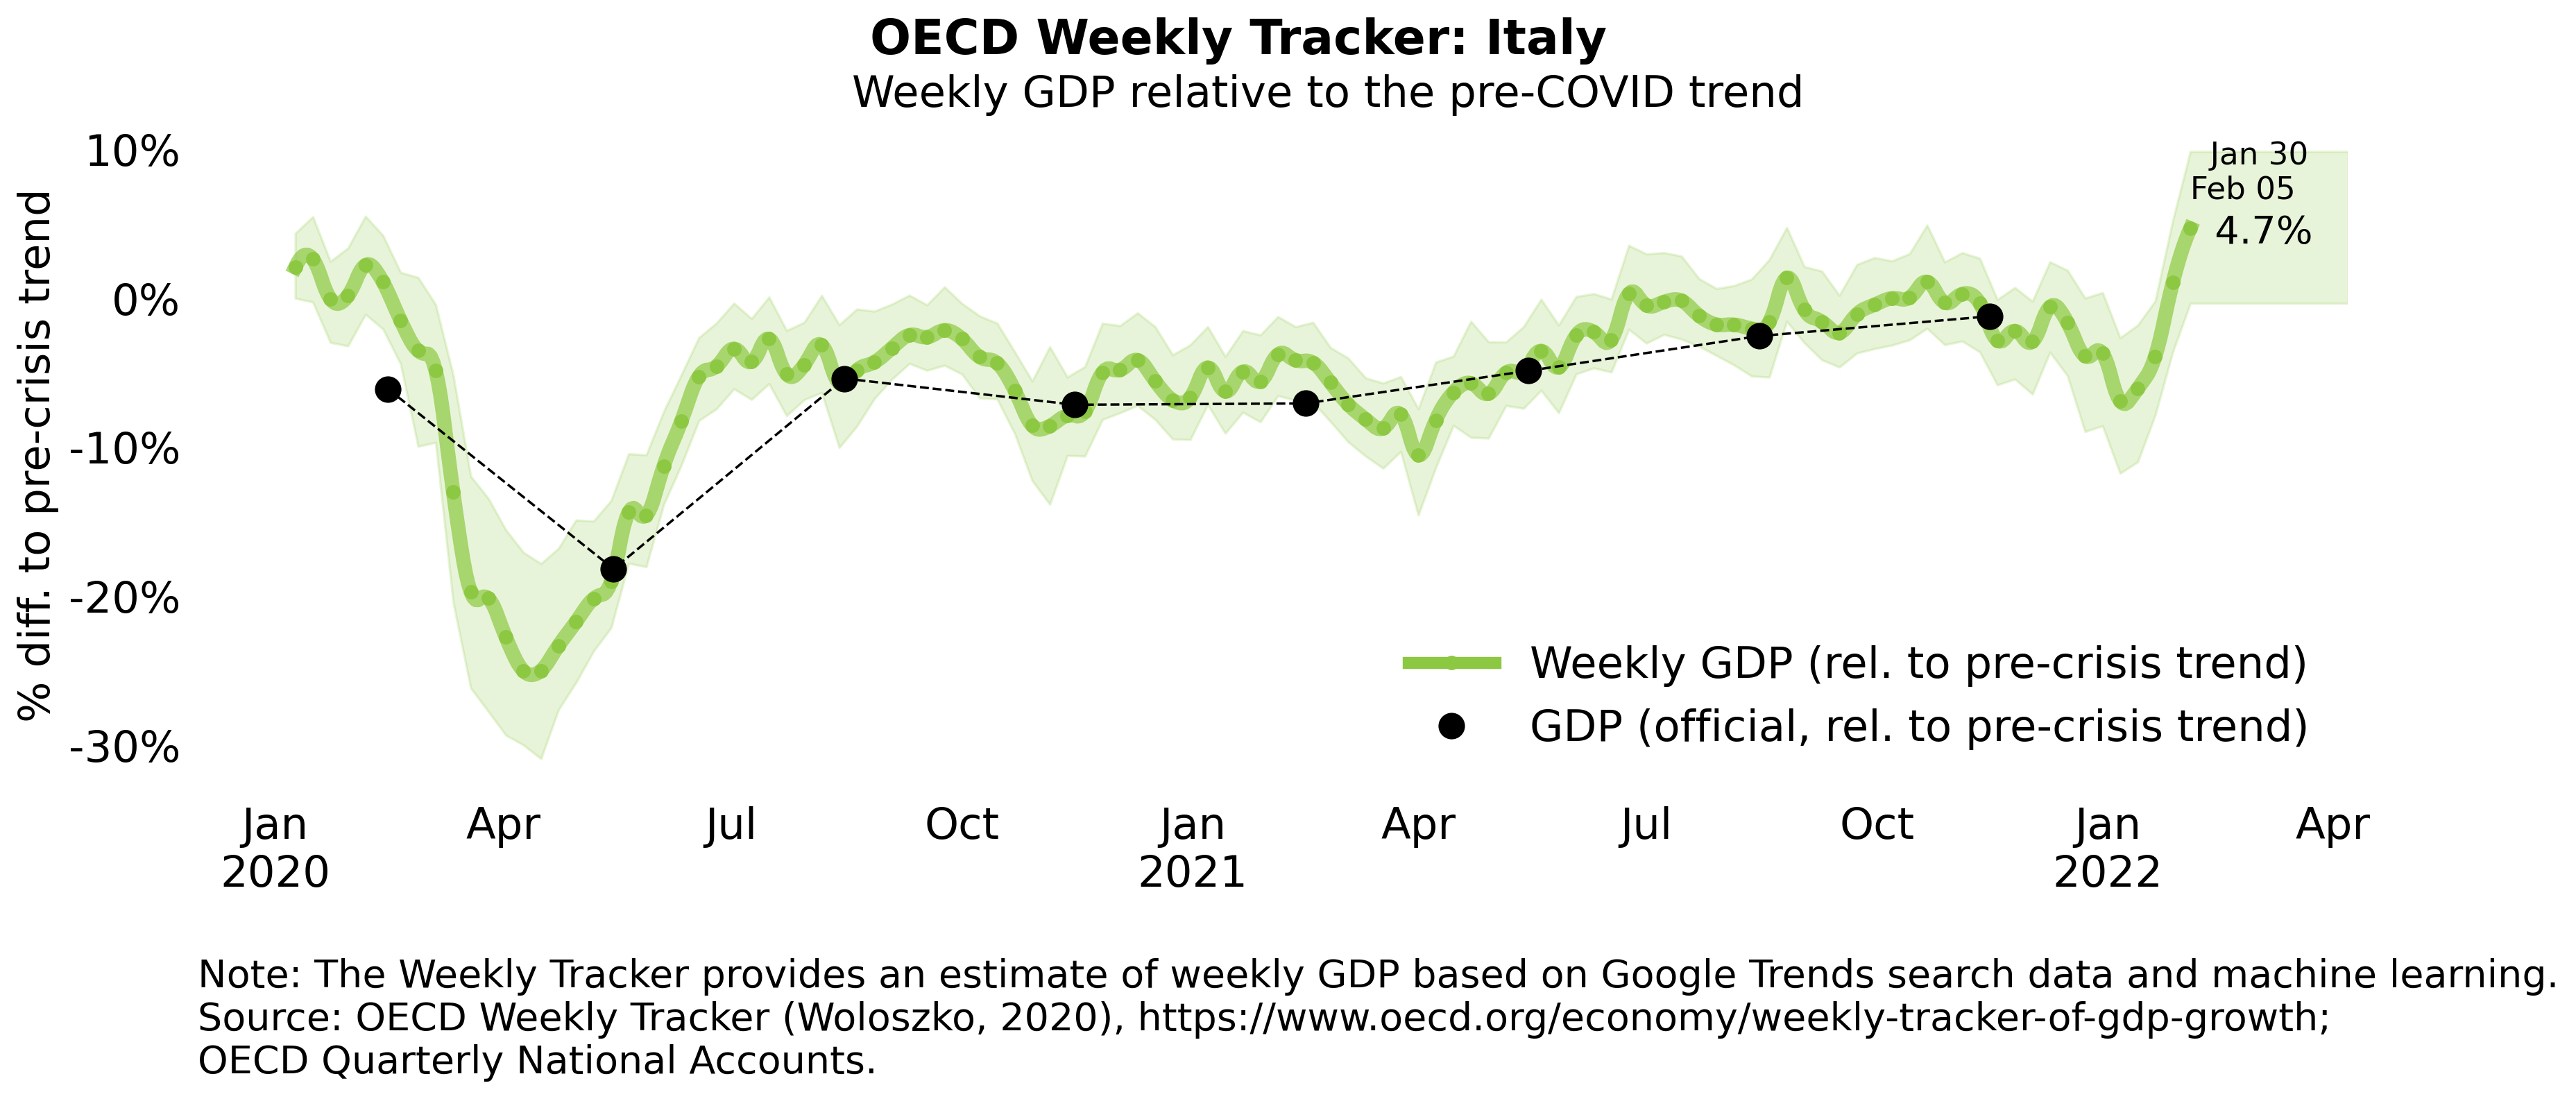 OECD Weekly Tracker: Italy
Weekly GDP relative to the pre-COVID trend
% diff. to pre-crisis trend
10%
0%
-10%
-20%
-30%
Jan 30
Feb 05
4.7%
Weekly GDP (rel. to pre-crisis trend)
GDP (official, rel. to pre-crisis trend)
Jan Apr Jul Oct Jan Apr Jul Oct Jan Apr
2020 2021 2022
Note: The Weekly Tracker provides an estimate of weekly GDP based on Google Trends search data and machine learning.
Source: OECD Weekly Tracker (Woloszko, 2020), https://www.oecd.org/economy/weekly-tracker-of-gdp-growth;
OECD Quarterly National Accounts.